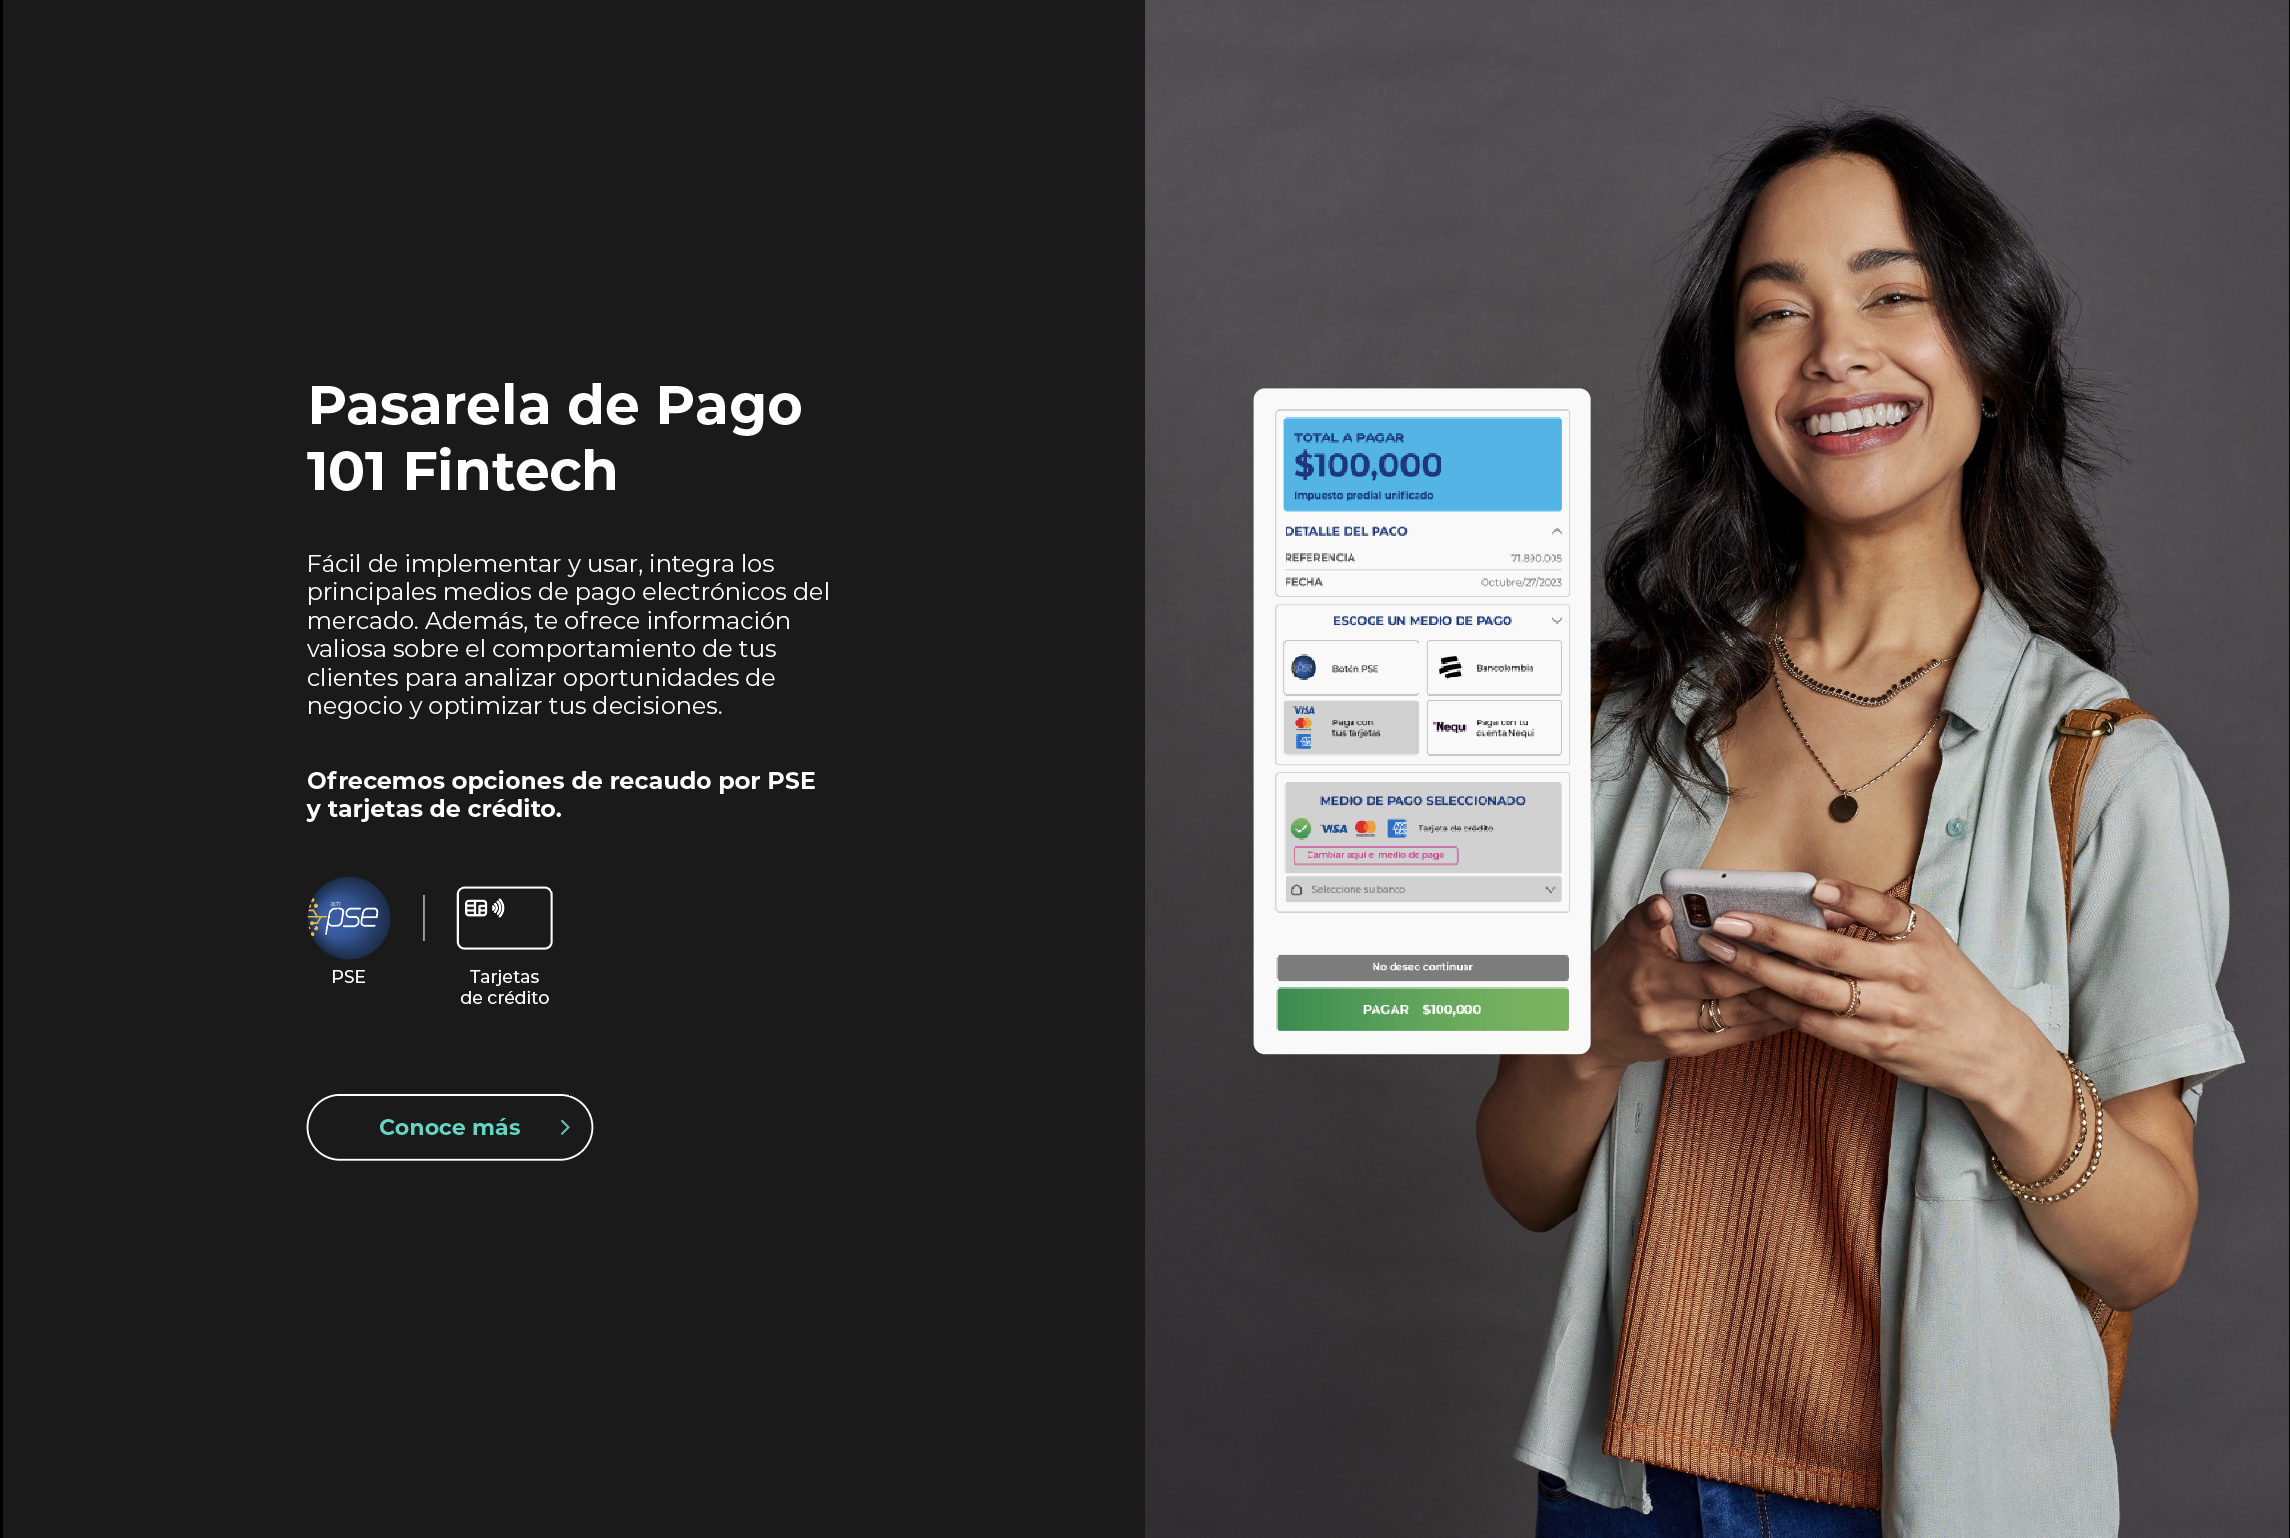 Pasarela de Pago
101 Fintech
Fácil de implementar y usar, integra los
principales medios de pago electrónicos del
mercado. Además, te ofrece información
valiosa sobre el comportamiento de tus
clientes para analizar oportunidades de
negocio y optimizar tus decisiones.
Ofrecemos opciones de recaudo por PSE
y tarjetas de crédito.
ach
pse
PSE
Tarjetas
de crédito
Conoce más
TOTAL A PAGAR
$100,000
Impuesto predial unificado
DETALLE DEL PAGO
REFERENCIA 71.890.005
FECHA Octubre/27/2023
ESCOGE UN MEDIO DE PAGO
pse
Botón PSE
Bancolombia
VISA
Paga con
tus tarjetas
Nequi
Paga con tu
cuenta Nequi
MEDIO DE PAGO SELECCIONADO
VISA Tarjeta de crédito
Cambiar aquí el medio de pago
Seleccione su banco
No deseo continuar
PAGAR $100,000